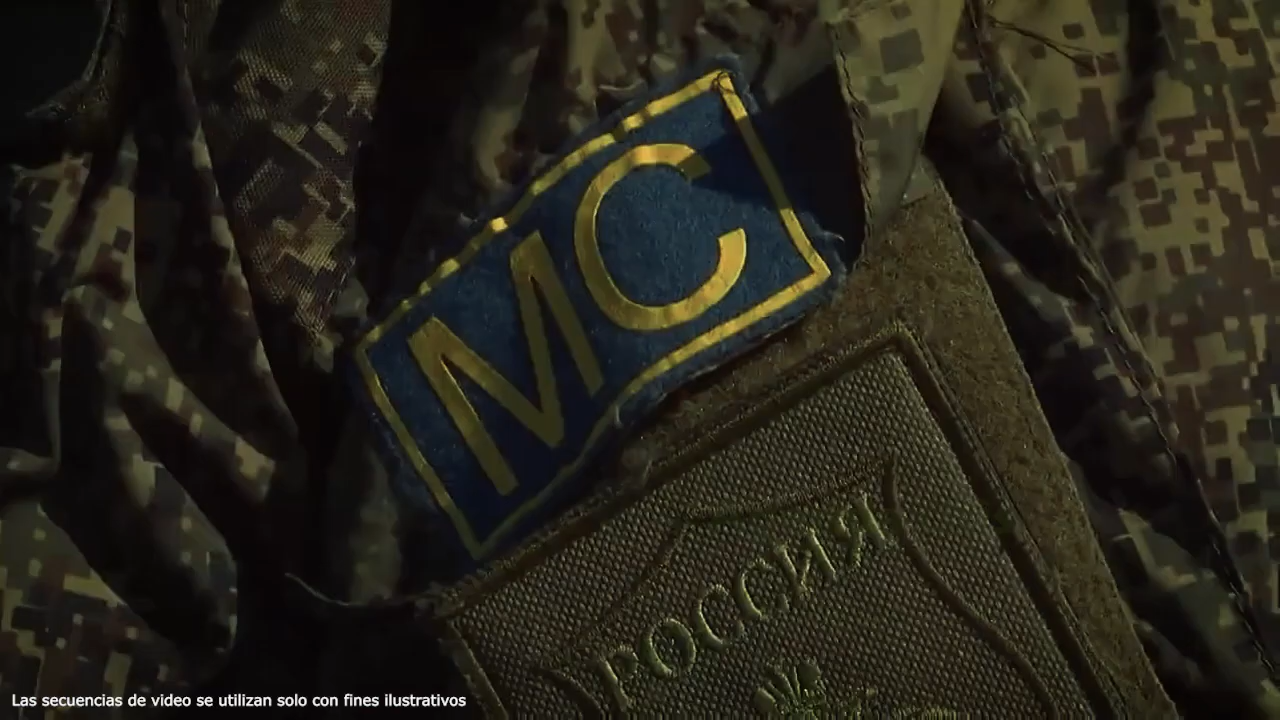 МС
РОССИЯ
Las secuencias de video se utilizan solo con fines ilustrativos